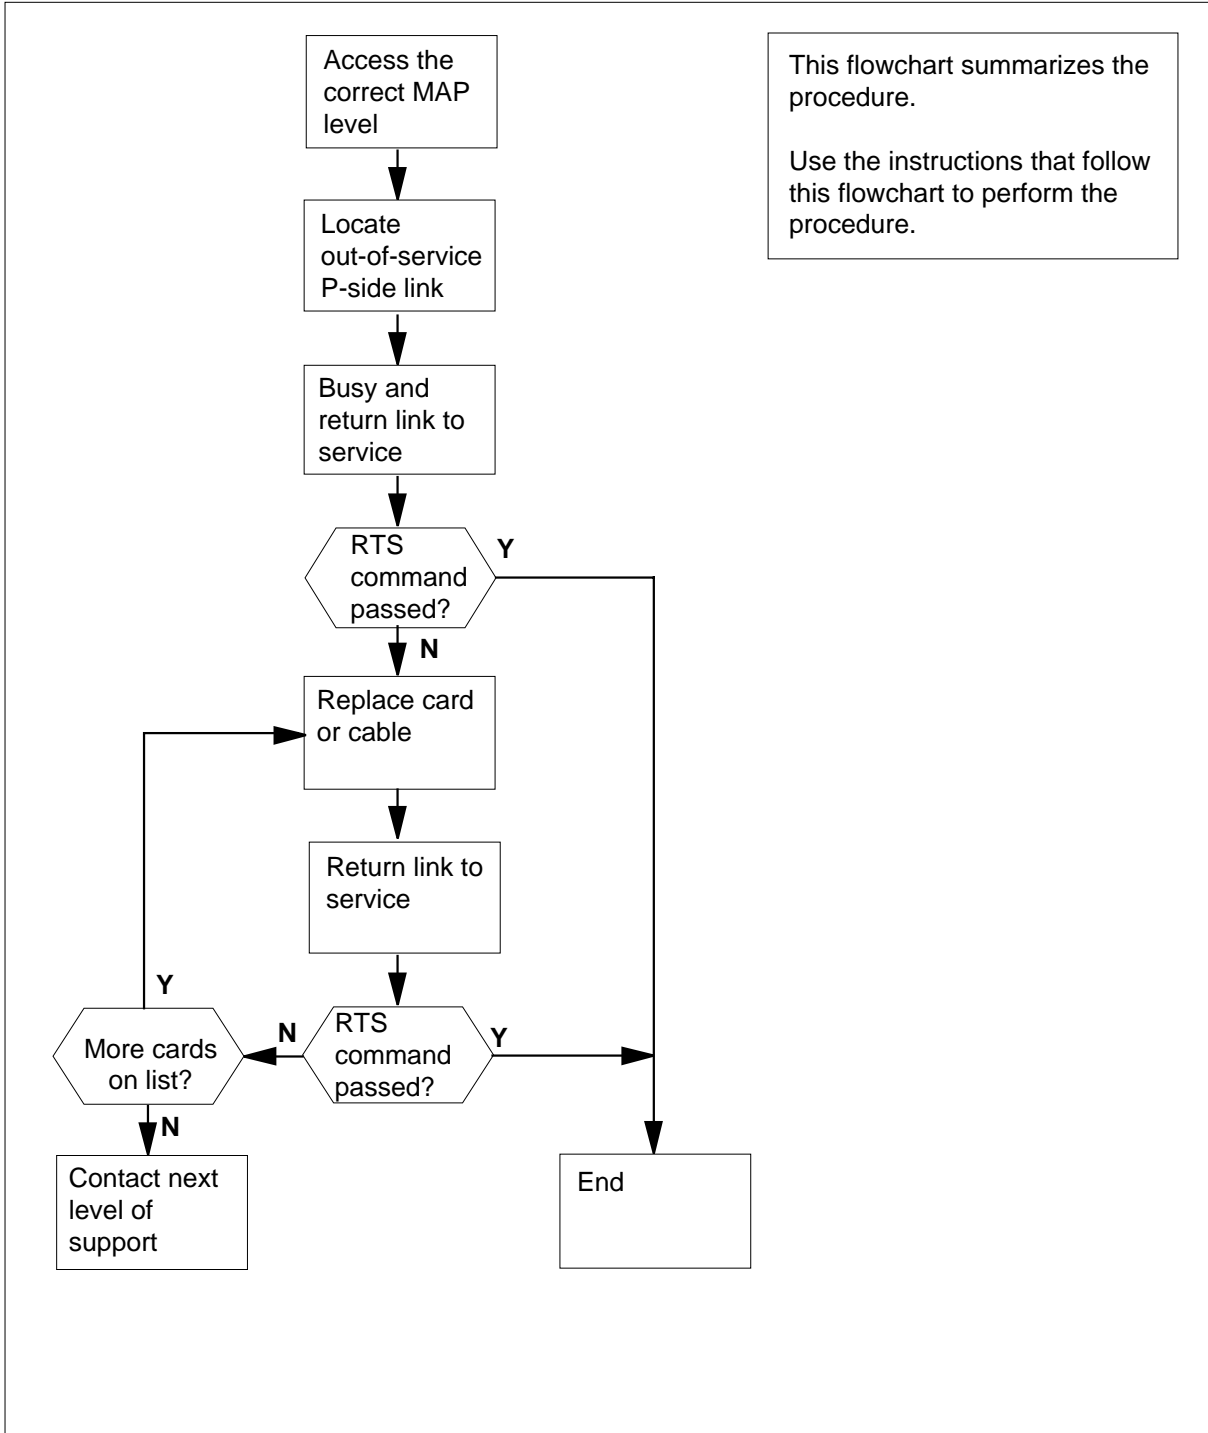 Access the
correct MAP
level
This flowchart summarizes the
procedure.
Use the instructions that follow
this flowchart to perform the
procedure.
Locate
out-of-service
P-side link
Busy and
return link to
service
RTS
command
passed?
Y
N
Replace card
or cable
Return link to
service
RTS
command
passed?
Y
N
More cards
on list?
Y
N
Contact next
level of
support
End